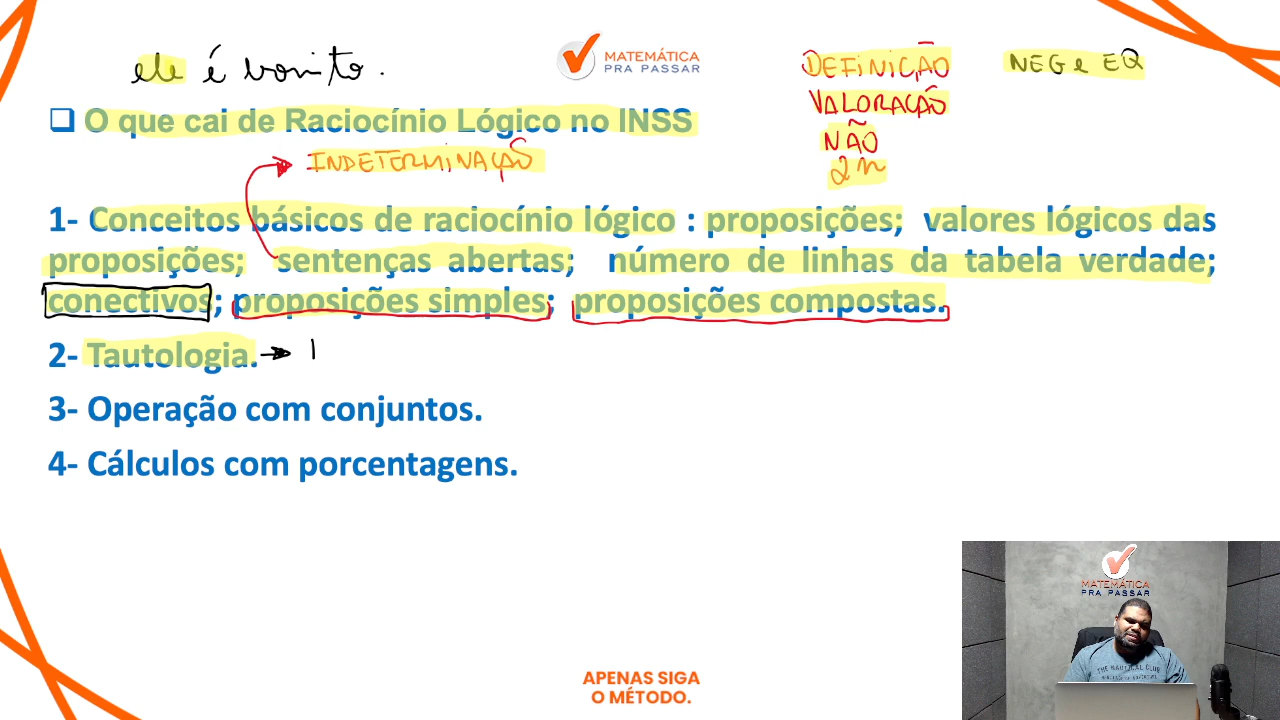 ele é bonito.
MATEMÁTICA
PRA PASSAR
DEFINIÇÃO
NEG e EQ
VALORAÇÃO
O que cai de Raciocínio Lógico no INSS
NÃO
INDETERMINAÇÃO
2n
1- Conceitos básicos de raciocínio lógico : proposições; valores lógicos das
proposições; sentenças abertas; número de linhas da tabela verdade;
conectivos; proposições simples; proposições compostas.
2- Tautologia.
3- Operação com conjuntos.
4- Cálculos com porcentagens.
MATEMÁTICA
PRA PASSAR
THE NAUTICAL CLUB
APENAS SIGA
O MÉTODO.